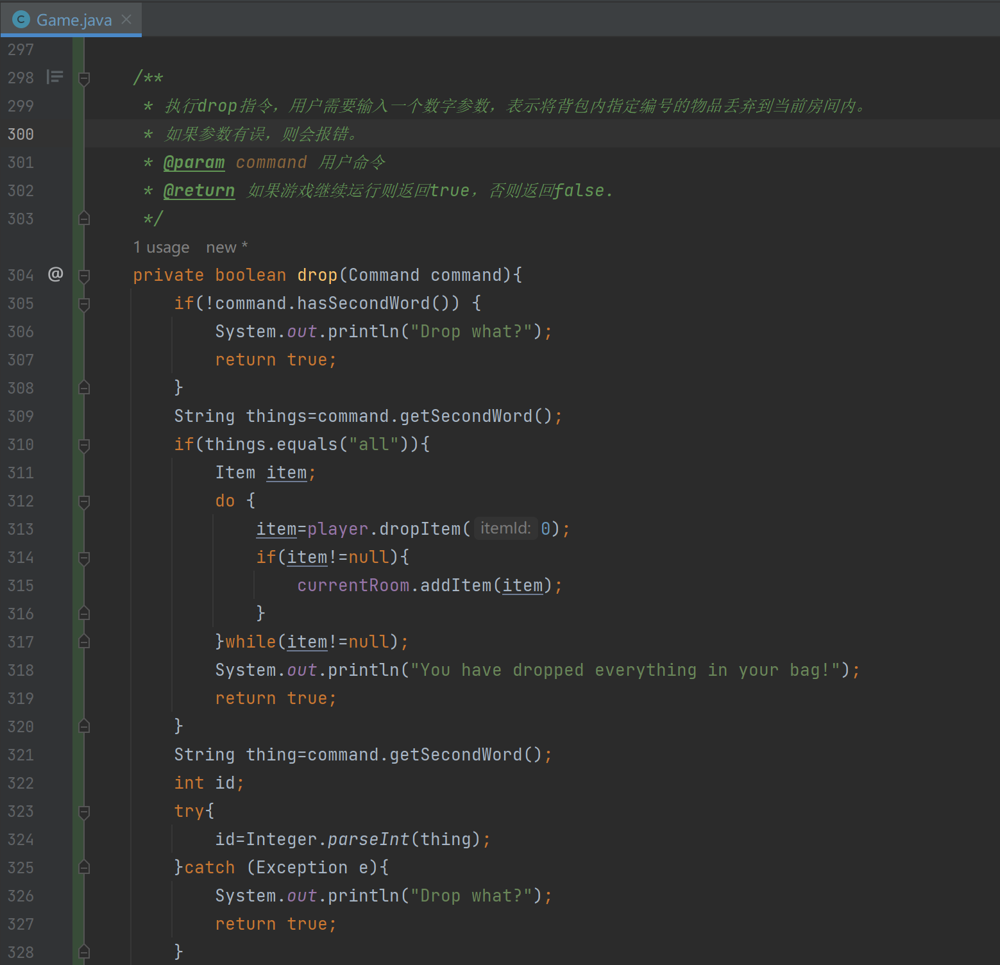 Game.java
297
298 /**
299 * 执行drop指令，用户需要输入一个数字参数，表示将背包内指定编号的物品丢弃到当前房间内。
300 * 如果参数有误，则会报错。
301 * @param command 用户命令
302 * @return 如果游戏继续运行则返回true，否则返回false.
303 */
1 usage new *
304 @ private boolean drop(Command command){
305 if(!command.hasSecondWord()) {
306 System.out.println("Drop what?");
307 return true;
308 }
309 String things=command.getSecondWord();
310 if(things.equals("all")){
311 Item item;
312 do {
313 item=player.dropItem( itemId: 0);
314 if(item!=null){
315 currentRoom.addItem(item);
316 }
317 }while(item!=null);
318 System.out.println("You have dropped everything in your bag!");
319 return true;
320 }
321 String thing=command.getSecondWord();
322 int id;
323 try{
324 id=Integer.parseInt(thing);
325 }catch (Exception e){
326 System.out.println("Drop what?");
327 return true;
328 }